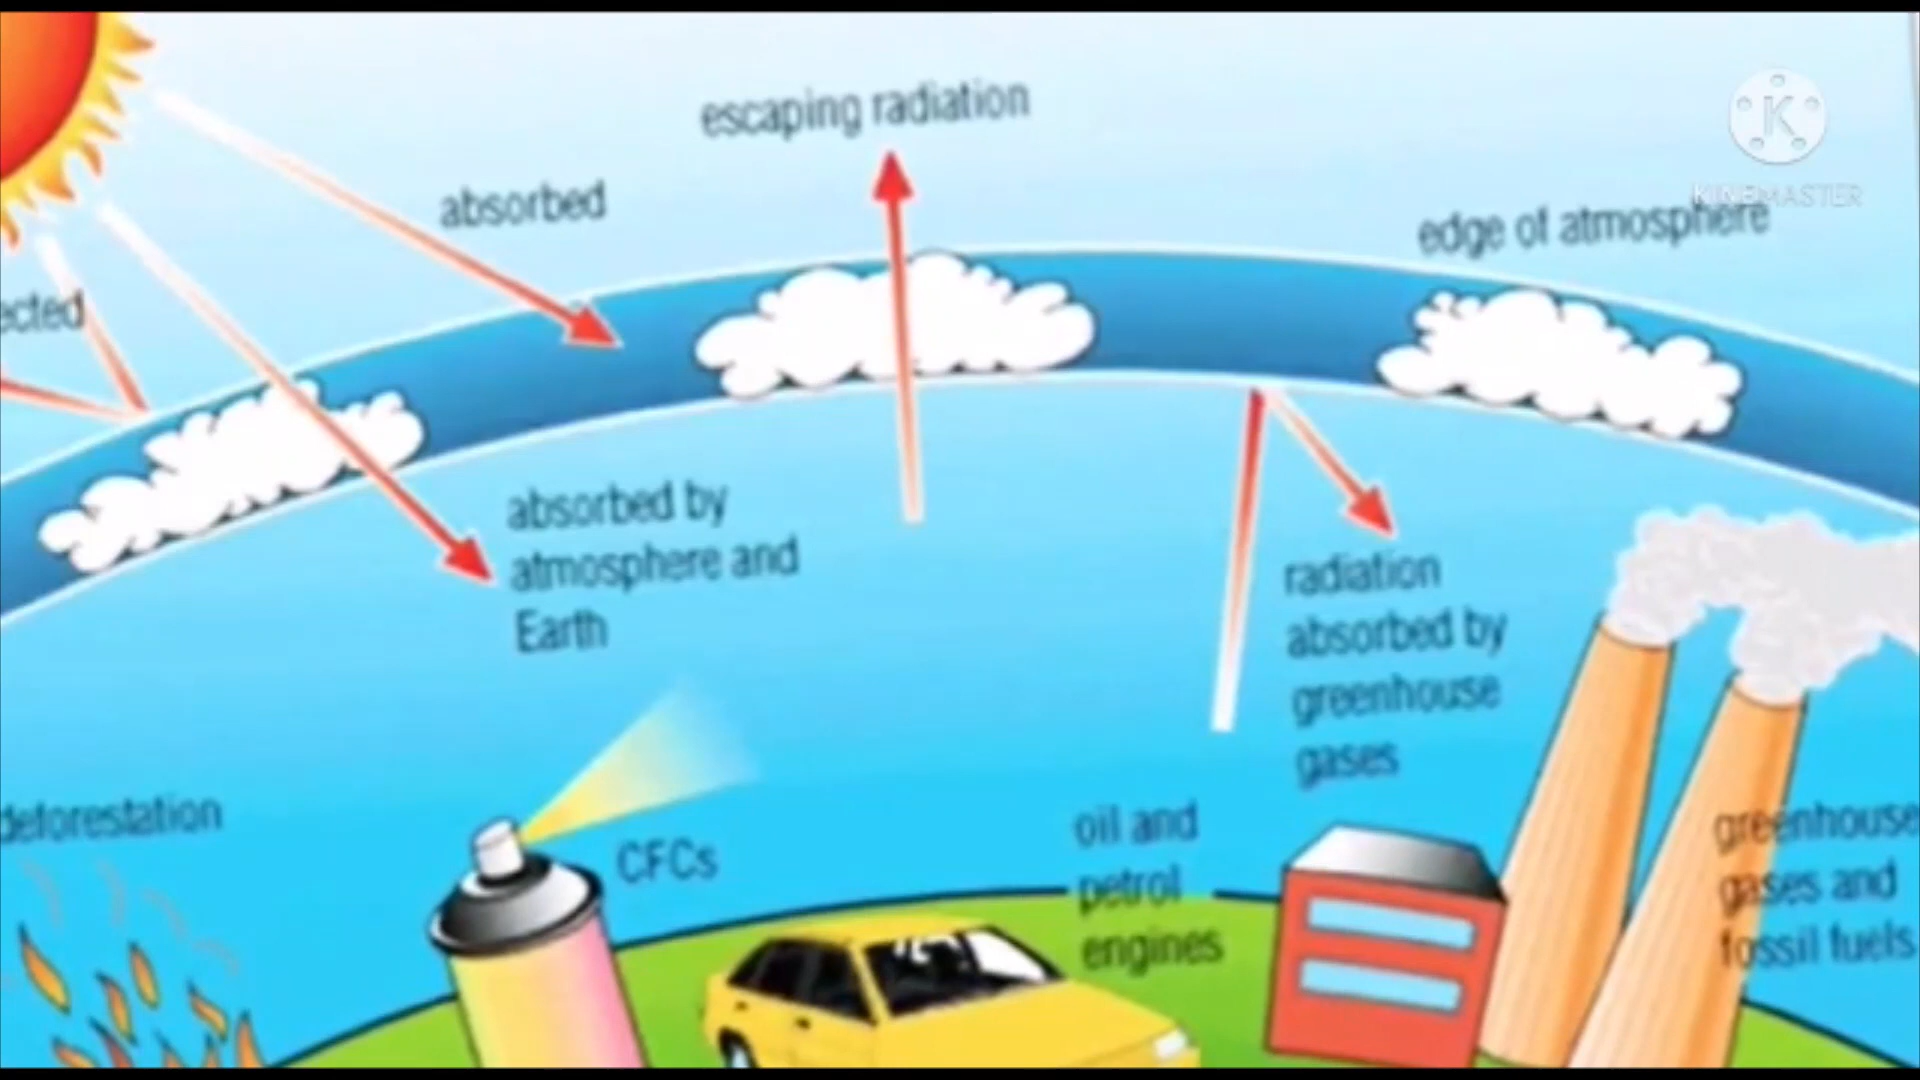 escaping radiation
absorbed
edge of atmosphere
K
KINEMASTER
ected
absorbed by
atmosphere and
Earth
radiation
absorbed by
greenhouse
gases
deforestation
CFCs
oil and
petrol
engines
greenhouse
gases and
fossil fuels